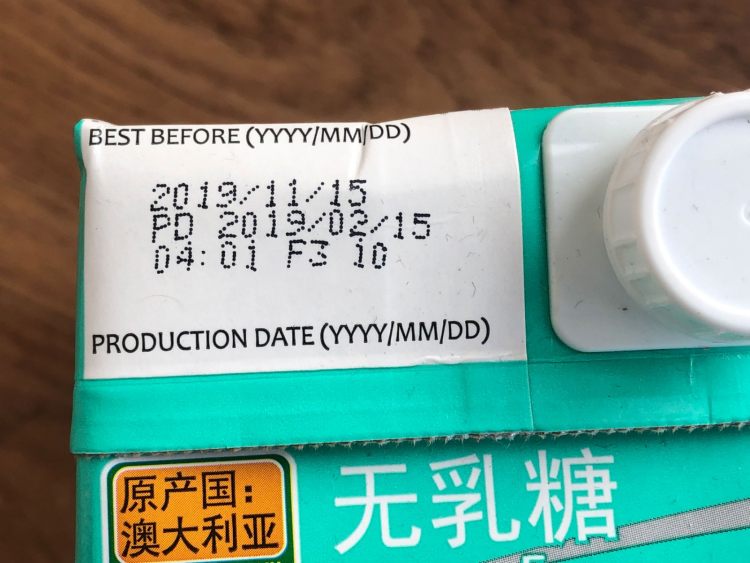 BEST BEFORE (YYYY/MM/DD)
2019/11/15
PD 2019/02/15
04:01 F3 10
PRODUCTION DATE (YYYY/MM/DD)
原产国:
澳大利亚
无乳糖